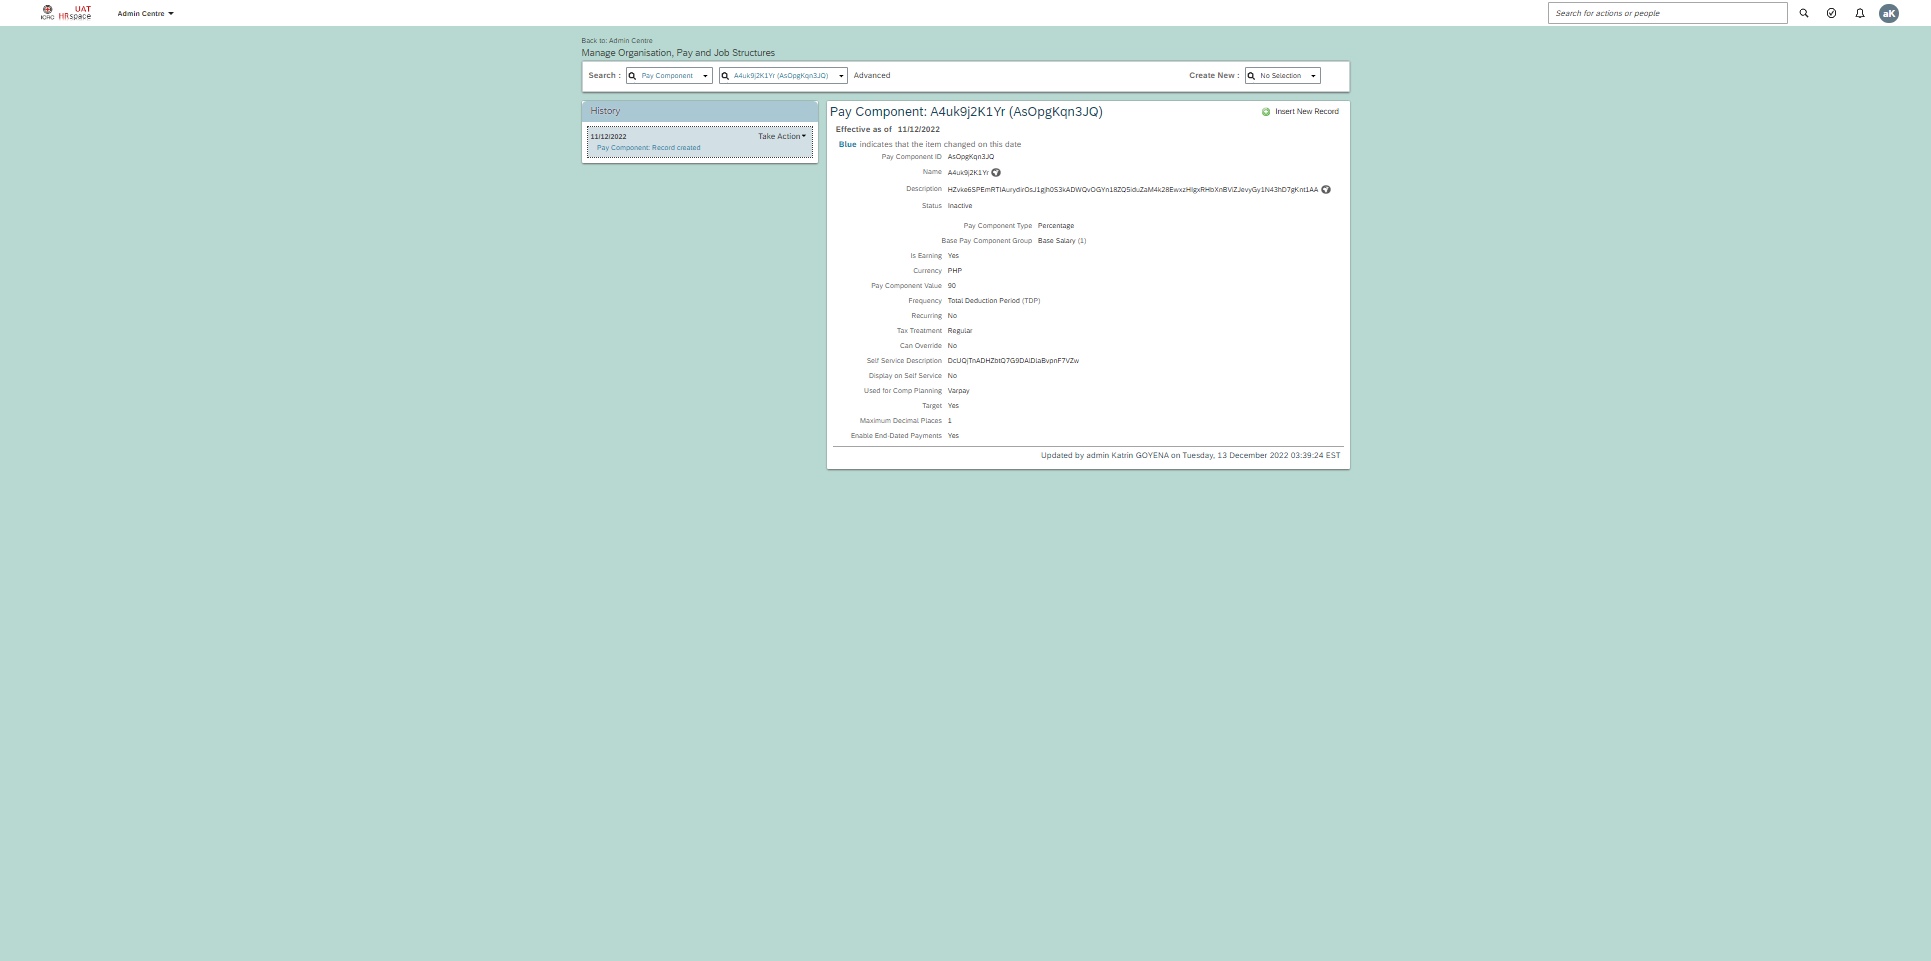 ICRC
UAT
HRspace
Admin Centre
Search for actions or people
aK
Back to: Admin Centre
Manage Organisation, Pay and Job Structures
Search : Pay Component A4uk9j2K1Yr (AsOpgKqn3JQ) Advanced
Create New : No Selection
History
11/12/2022 Take Action
Pay Component: Record created
Pay Component: A4uk9j2K1Yr (AsOpgKqn3JQ)
Insert New Record
Effective as of 11/12/2022
Blue indicates that the item changed on this date
Pay Component ID AsOpgKqn3JQ
Name A4uk9j2K1Yr
Description
Status Inactive
Pay Component Type Percentage
Base Pay Component Group Base Salary (1)
Is Earning Yes
Currency PHP
Pay Component Value 90
Frequency Total Deduction Period (TDP)
Recurring No
Tax Treatment Regular
Can Override No
Self Service Description
Display on Self Service No
Used for Comp Planning Varpay
Target Yes
Maximum Decimal Places 1
Enable End-Dated Payments Yes
Updated by admin Katrin GOYENA on Tuesday, 13 December 2022 03:39:24 EST